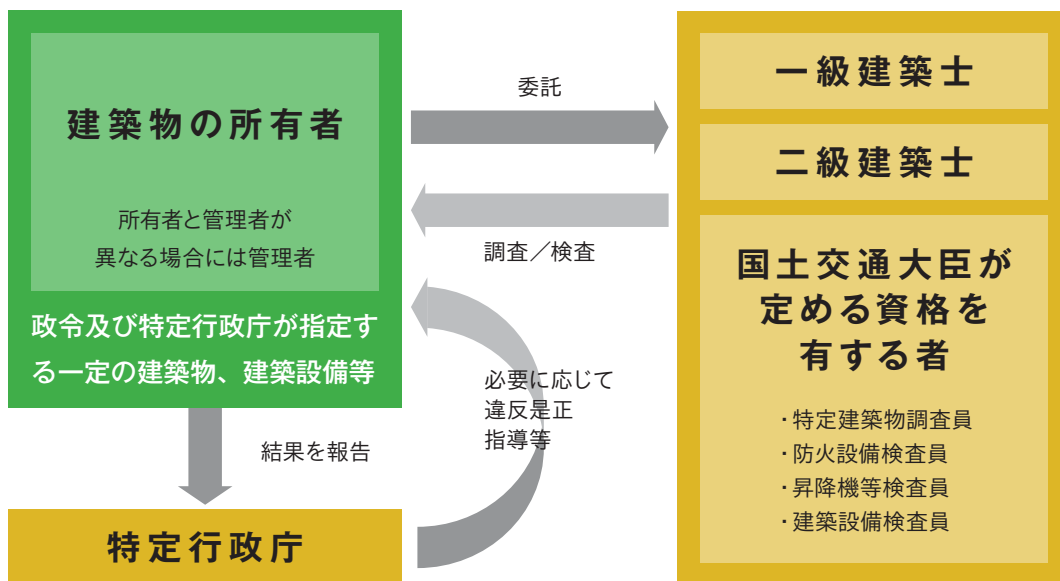 建築物の所有者
所有者と管理者が
異なる場合には管理者
政令及び特定行政庁が指定す
る一定の建築物、建築設備等
委託
調査／検査
一級建築士
二級建築士
国土交通大臣が
定める資格を
有する者
・特定建築物調査員
・防火設備検査員
・昇降機等検査員
・建築設備検査員
必要に応じて
違反是正
指導等
結果を報告
特定行政庁